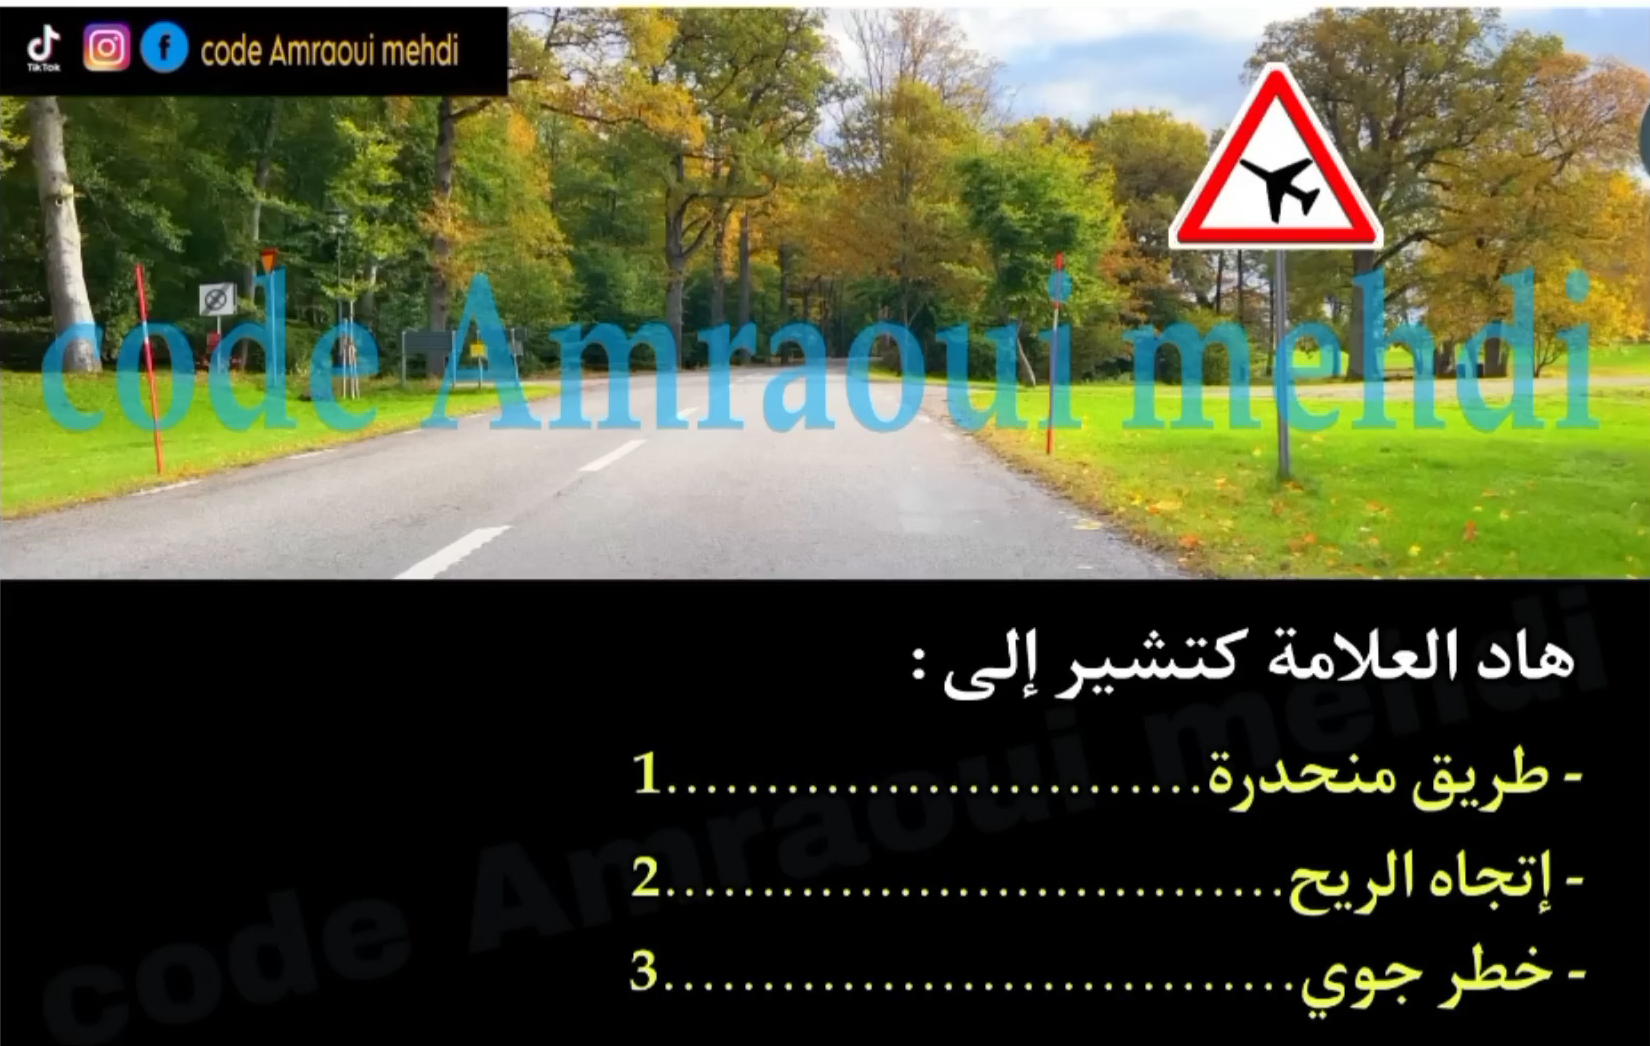 TikTok
code Amraoui mehdi
code Amraoui mehdi
هاد العلامة كتشير إلى :
- طريق منحدرة...........................1
- إتجاه الريح...............................2
- خطر جوي................................3
code Amraoui mehdi